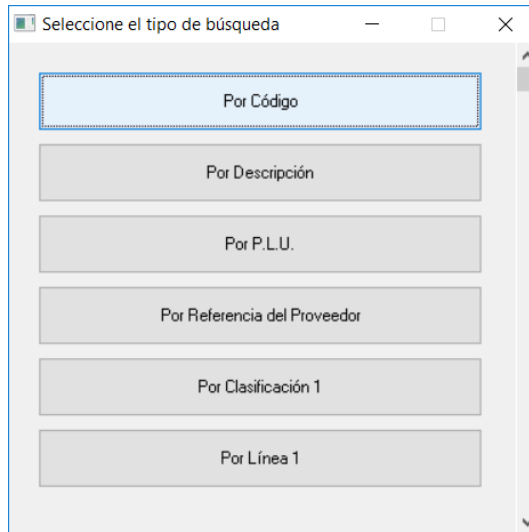 Seleccione el tipo de búsqueda
Por Código
Por Descripción
Por P.L.U.
Por Referencia del Proveedor
Por Clasificación 1
Por Línea 1